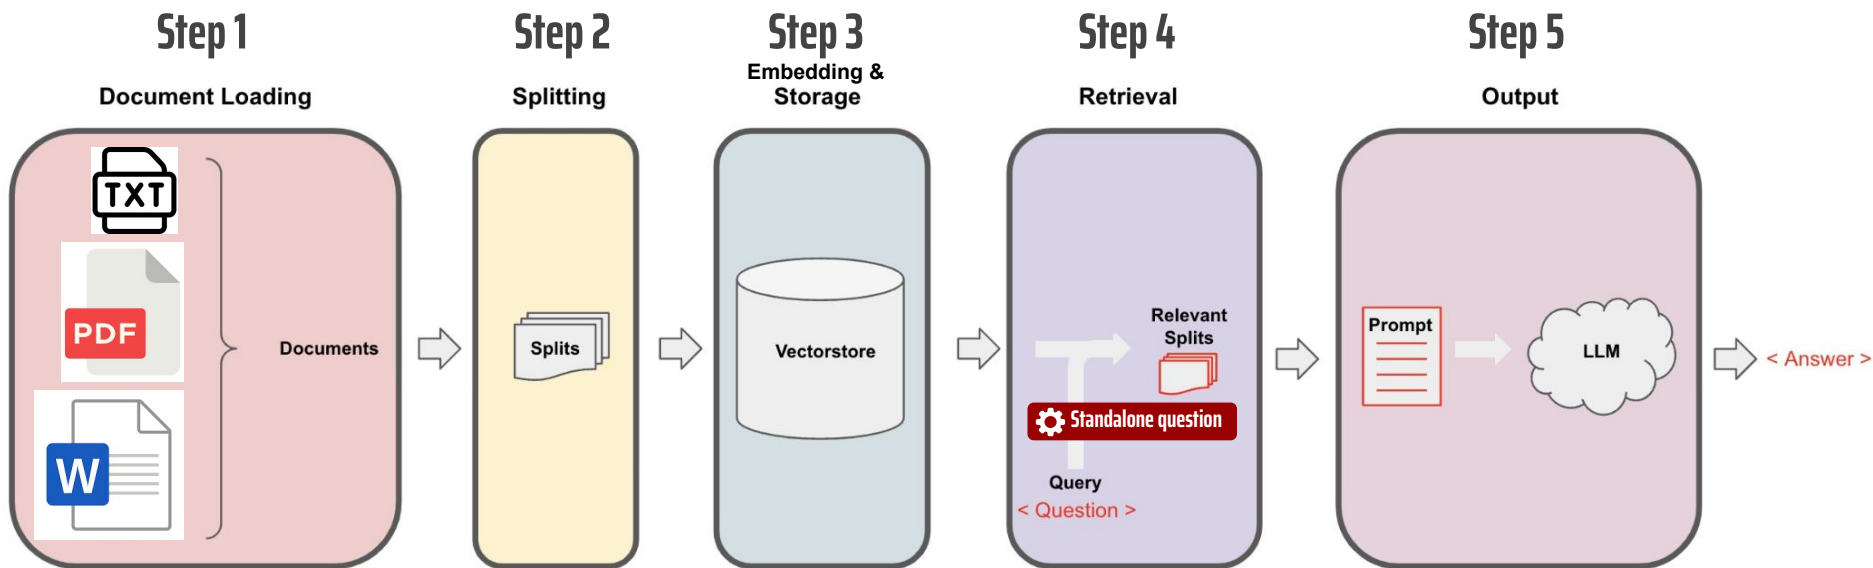 Step 1
Document Loading
TXT
PDF
W
Documents
Step 2
Splitting
Splits
Step 3
Embedding &
Storage
Vectorstore
Step 4
Retrieval
Relevant
Splits
Standalone question
Query
< Question >
Step 5
Output
Prompt
LLM
< Answer >